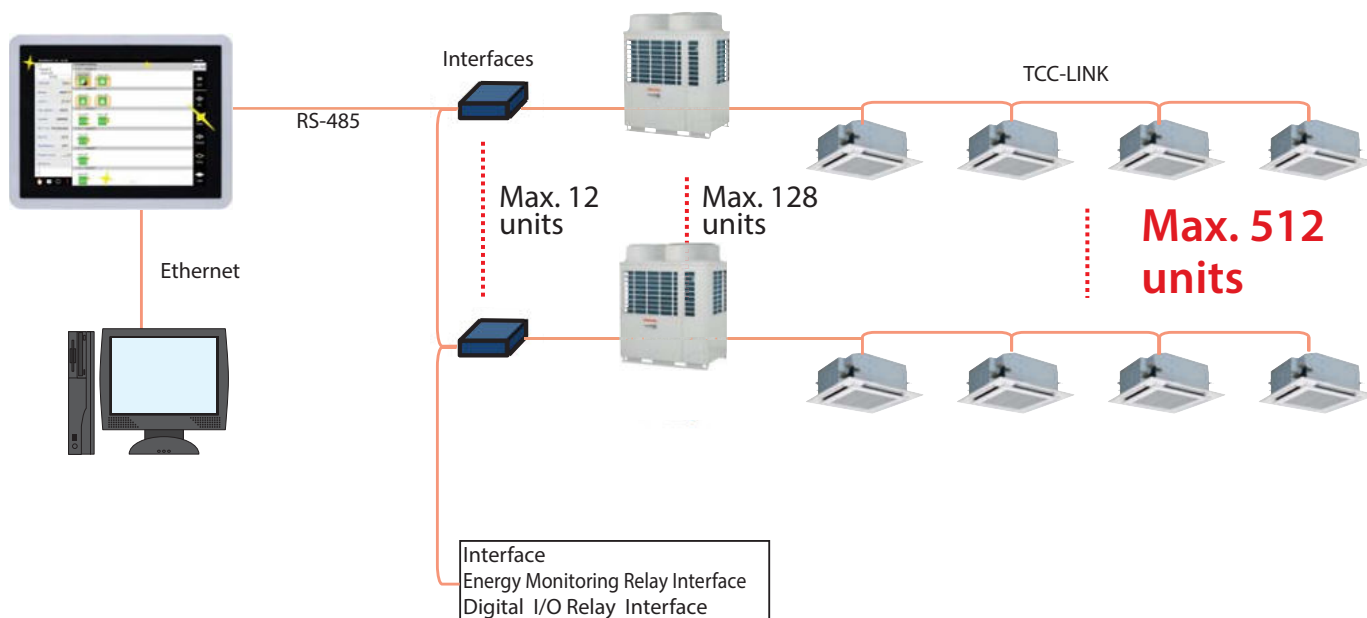 Interfaces
TCC-LINK
RS-485
Max. 12
units
Max. 128
units
Max. 512
units
Ethernet
Interface
Energy Monitoring Relay Interface
Digital I/O Relay Interface